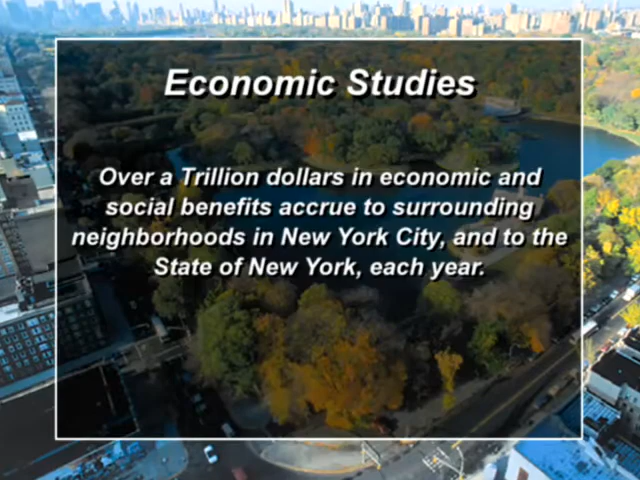 Economic Studies
Over a Trillion dollars in economic and
social benefits accrue to surrounding
neighborhoods in New York City, and to the
State of New York, each year.